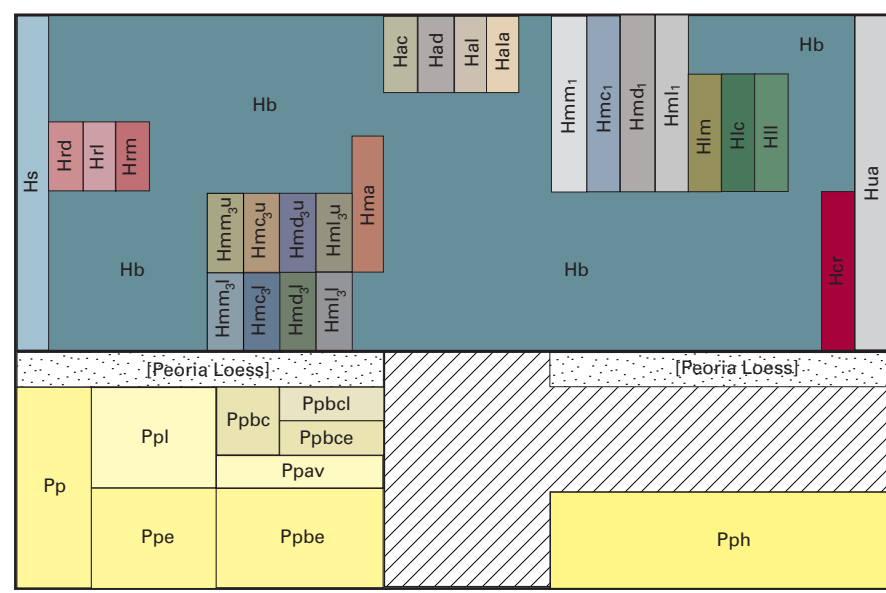 Hs
Hb
Hrd
Hrl
Hrm
Hb
Hmm₃u
Hmc₃u
Hmd₃u
Hml₃u
Hmm₃l
Hmc₃l
Hmd₃l
Hml₃l
Hma
Hac
Had
Hal
Hala
Hb
Hmm₁
Hmc₁
Hmd₁
Hml₁
Hlm
Hlc
Hll
Hb
Hcr
Hua
[Peoria Loess]
[Peoria Loess]
Pp
Ppl
Ppe
Ppbc
Ppbcl
Ppbce
Ppav
Ppbe
Pph